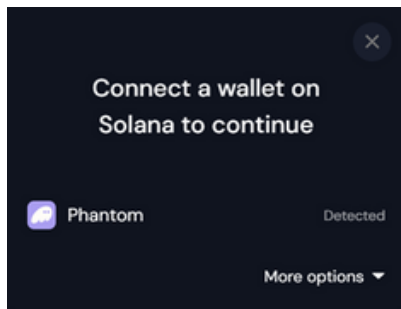 Connect a wallet on
Solana to continue
Phantom Detected
More options